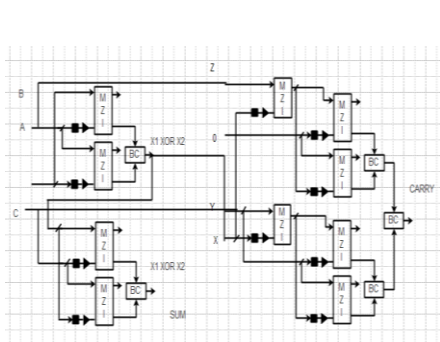 Z
B
M Z I
M Z I
A
M Z I
0
X1 XOR X2
BC
M Z I
M Z I
BC
CARRY
C
Y
M Z I
BC
X
M Z I
M Z I
X1 XOR X2
BC
M Z I
BC
M Z I
SUM